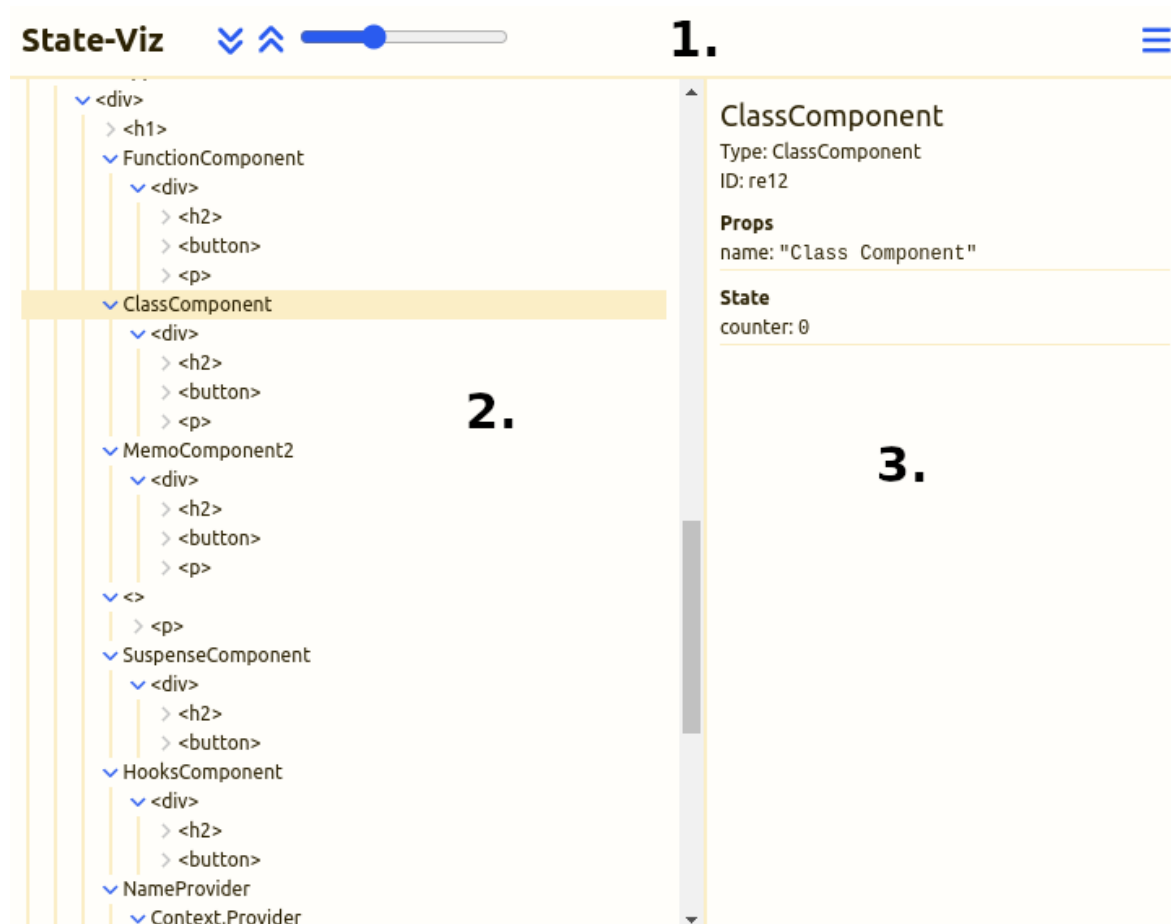 State-Viz
1.
<div>
<h1>
FunctionComponent
<div>
<h2>
<button>
<p>
ClassComponent
<div>
<h2>
<button>
<p>
MemoComponent2
<div>
<h2>
<button>
<p>
<>
<p>
SuspenseComponent
<div>
<h2>
<button>
HooksComponent
<div>
<h2>
<button>
NameProvider
Context.Provider
2.
ClassComponent
Type: ClassComponent
ID: re12
Props
name: "Class Component"
State
counter: 0
3.